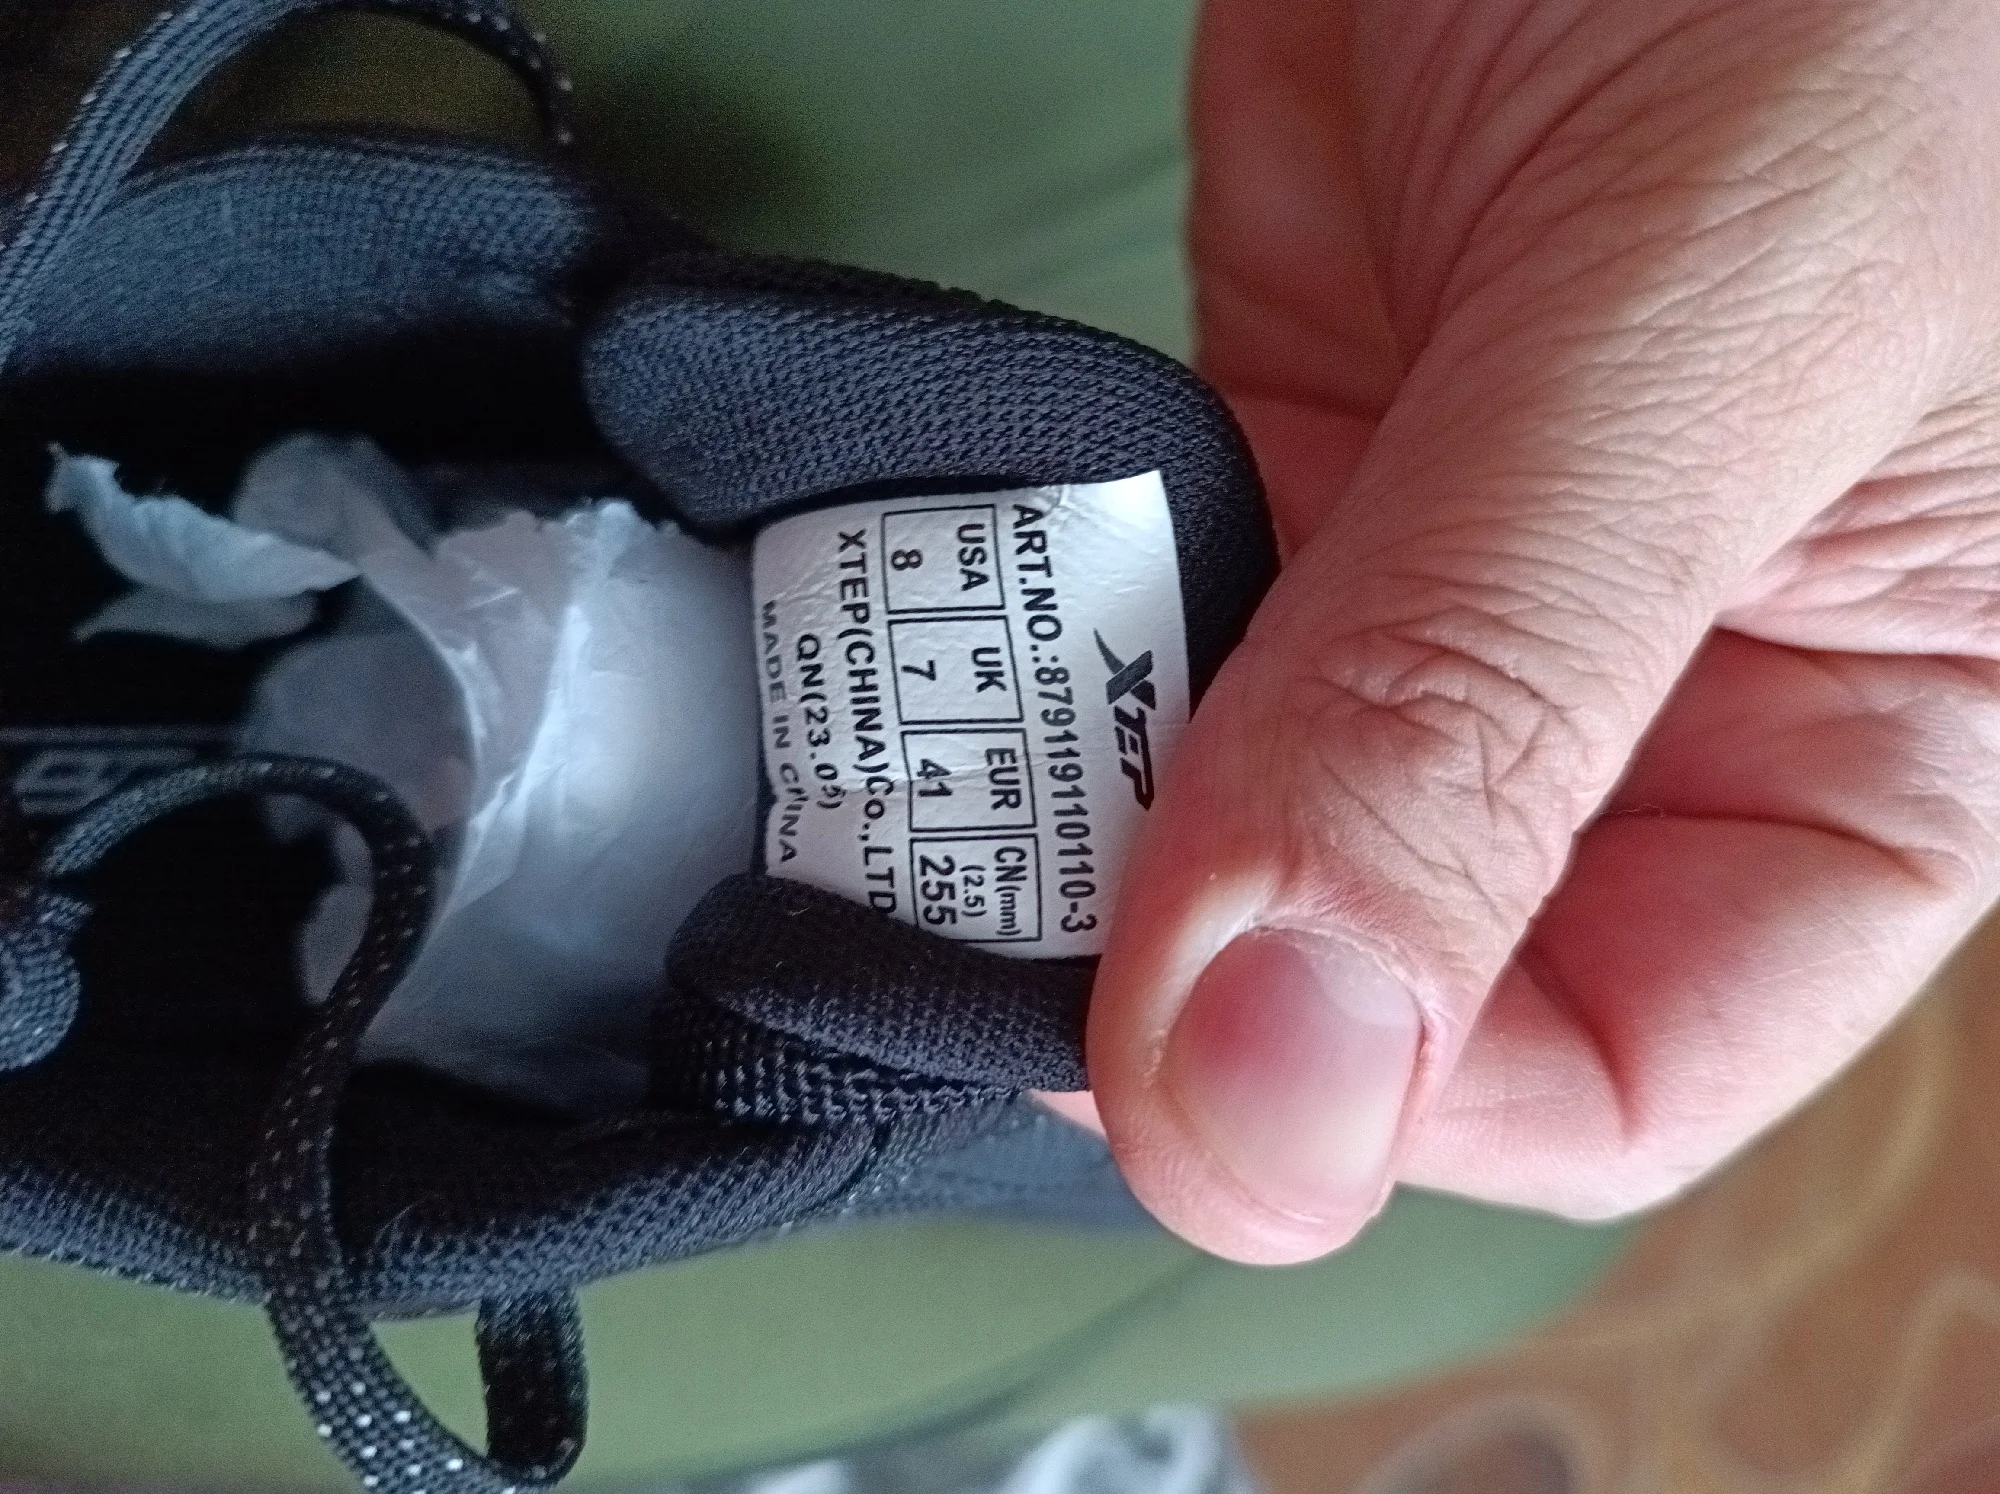 XTEP
ART.NO.:879119110110-3
USA UK EUR CN(mm)
(2.5)
8 7 41 255
XTEP(CHINA)Co.,LTD
MADE IN CHINA